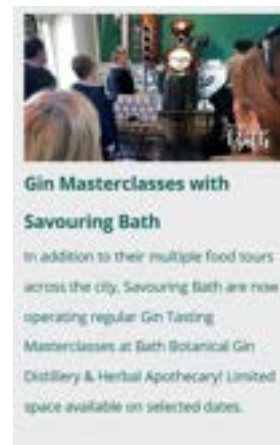 Bath
Gin Masterclasses with
Savouring Bath
In addition to their multiple food tours
across the city, Savouring Bath are now
operating regular Gin Tasting
Masterclasses at Bath Botanical Gin
Distillery & Herbal Apothecary! Limited
space available on selected dates.